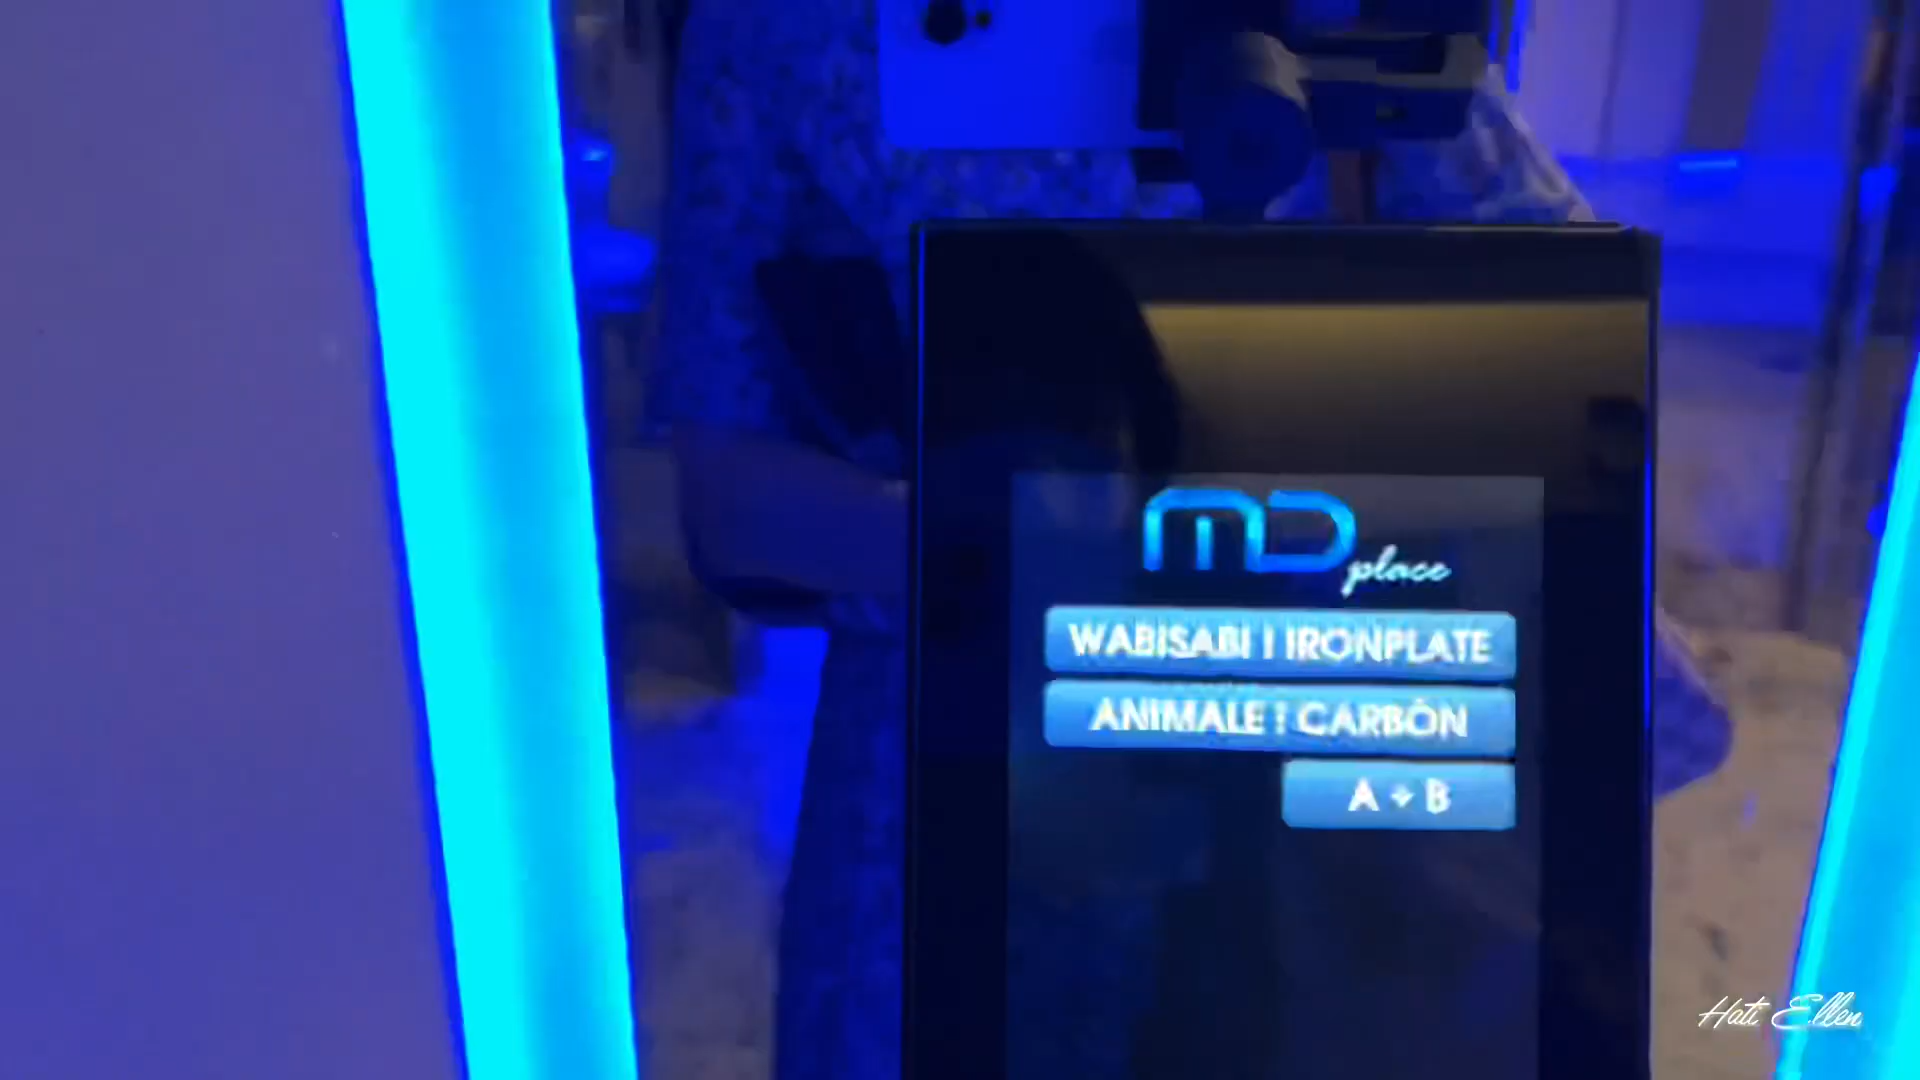 MD place
WABISABI | IRONPLATE
ANIMALE | CARBÓN
A + B
Hati Ellen